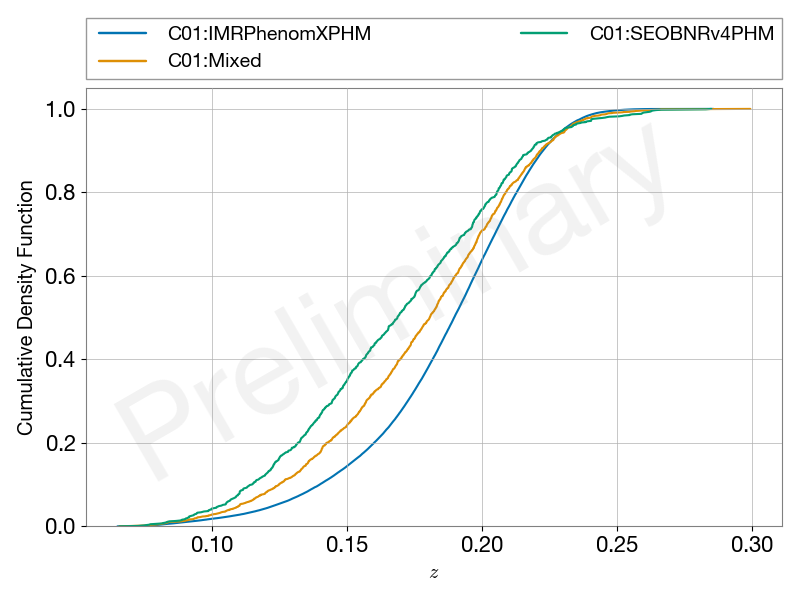 C01:IMRPhenomXPHM
C01:Mixed
C01:SEOBNRv4PHM
Preliminary
Cumulative Density Function
1.0
0.8
0.6
0.4
0.2
0.0
0.10 0.15 0.20 0.25 0.30
z